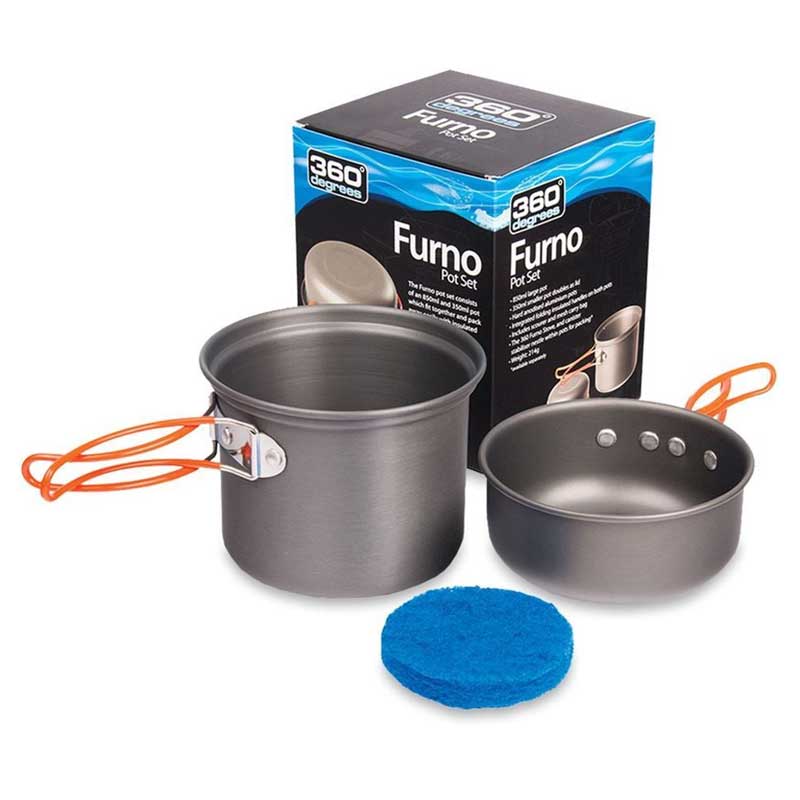 360°
degrees
Furno
Pot Set
360°
degrees
Furno
Pot Set
The Furno pot set consists
of an 850ml and 350ml pot
which fit together and pack
insulated
360°
degrees
Furno
Pot Set
- 850ml large pot
- 350ml smaller pot doubles as lid
- Hard anodised aluminium pots
- Integrated folding insulated handles on both pots
- Includes scourer and mesh carry bag
- The 360 Furno Stove, and canister
stabiliser nestle within pots for packing*
- Weight: 214g
*available separately